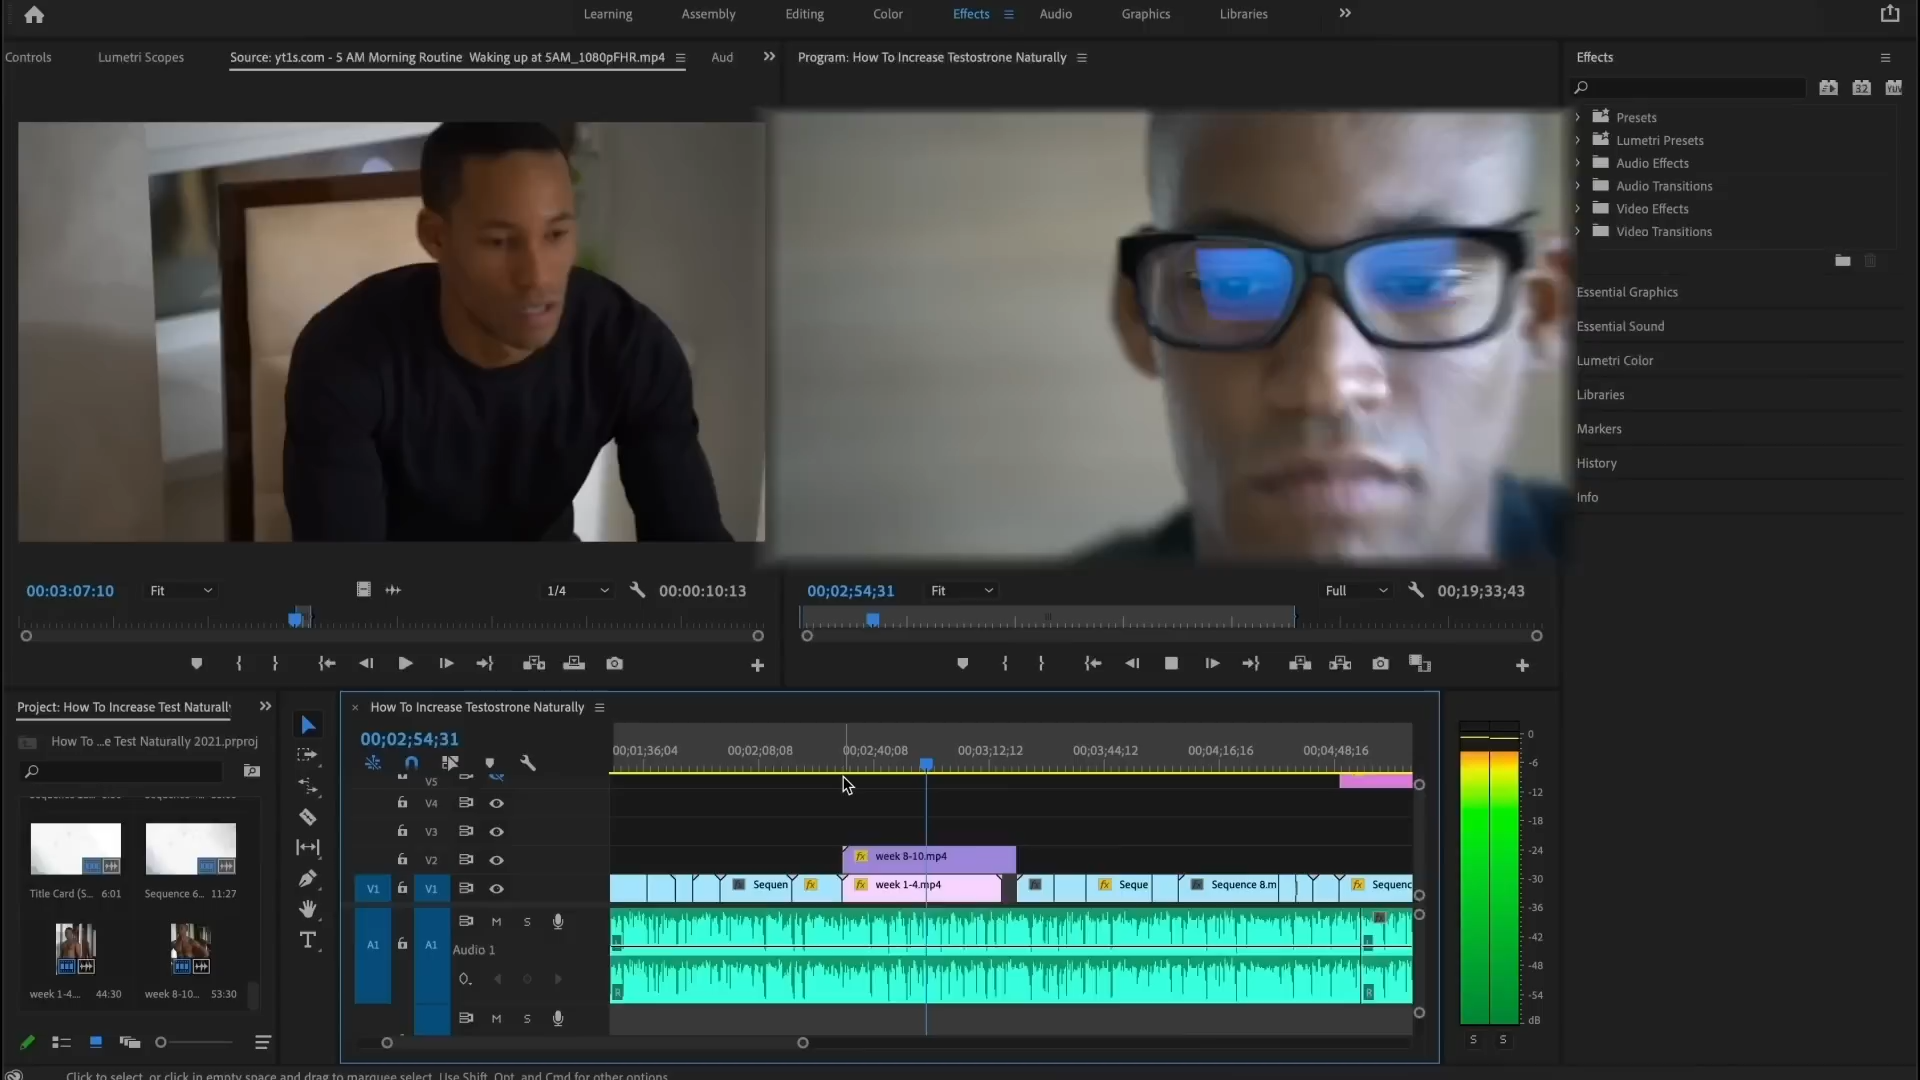 Learning Assembly Editing Color Effects Audio Graphics Libraries
Controls Lumetri Scopes Source: yt1s.com - 5 AM Morning Routine Waking up at 5AM_1080pFHR.mp4 Aud
Program: How To Increase Testostrone Naturally
Effects
32 YUV
Presets
Lumetri Presets
Audio Effects
Audio Transitions
Video Effects
Video Transitions
Essential Graphics
Essential Sound
Lumetri Color
Libraries
Markers
History
Info
00:03:07:10 Fit 1/4 00:00:10:13
00;02;54;31 Fit Full 00;19;33;43
Project: How To Increase Test Naturall
How To ...e Test Naturally 2021.prproj
Title Card (S... 6:01
Sequence 6... 11:27
week 1-4.... 44:30
week 8-10... 53:30
× How To Increase Testostrone Naturally
00;02;54;31
00;01;36;04 00;02;08;08 00;02;40;08 00;03;12;12 00;03;44;12 00;04;16;16 00;04;48;16
V5
V4
V3
V2
fx week 8-10.mp4
V1 V1
fx Sequen fx fx week 1-4.mp4 fx fx Seque fx Sequence 8.m fx Sequenc
A1 A1 M S
Audio 1
L L
R R
M S
0
-6
-12
-18
-24
-30
-36
-42
-48
-54
dB
S S
Click to select, or click in empty space and drag to marquee select. Use Shift, Opt, and Cmd for other options.